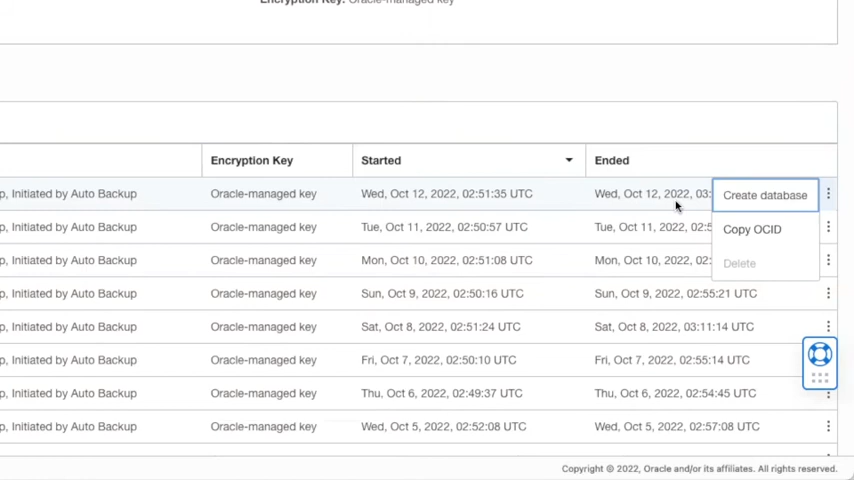 Encryption Key: Oracle-managed key
Encryption Key Started Ended
p, Initiated by Auto Backup Oracle-managed key Wed, Oct 12, 2022, 02:51:35 UTC Wed, Oct 12, 2022, 03: Create database
p, Initiated by Auto Backup Oracle-managed key Tue, Oct 11, 2022, 02:50:57 UTC Tue, Oct 11, 2022, 02:5 Copy OCID
p, Initiated by Auto Backup Oracle-managed key Mon, Oct 10, 2022, 02:51:08 UTC Mon, Oct 10, 2022, 02: Delete
p, Initiated by Auto Backup Oracle-managed key Sun, Oct 9, 2022, 02:50:16 UTC Sun, Oct 9, 2022, 02:55:21 UTC
p, Initiated by Auto Backup Oracle-managed key Sat, Oct 8, 2022, 02:51:24 UTC Sat, Oct 8, 2022, 03:11:14 UTC
p, Initiated by Auto Backup Oracle-managed key Fri, Oct 7, 2022, 02:50:10 UTC Fri, Oct 7, 2022, 02:55:14 UTC
p, Initiated by Auto Backup Oracle-managed key Thu, Oct 6, 2022, 02:49:37 UTC Thu, Oct 6, 2022, 02:54:45 UTC
p, Initiated by Auto Backup Oracle-managed key Wed, Oct 5, 2022, 02:52:08 UTC Wed, Oct 5, 2022, 02:57:08 UTC
Copyright © 2022, Oracle and/or its affiliates. All rights reserved.